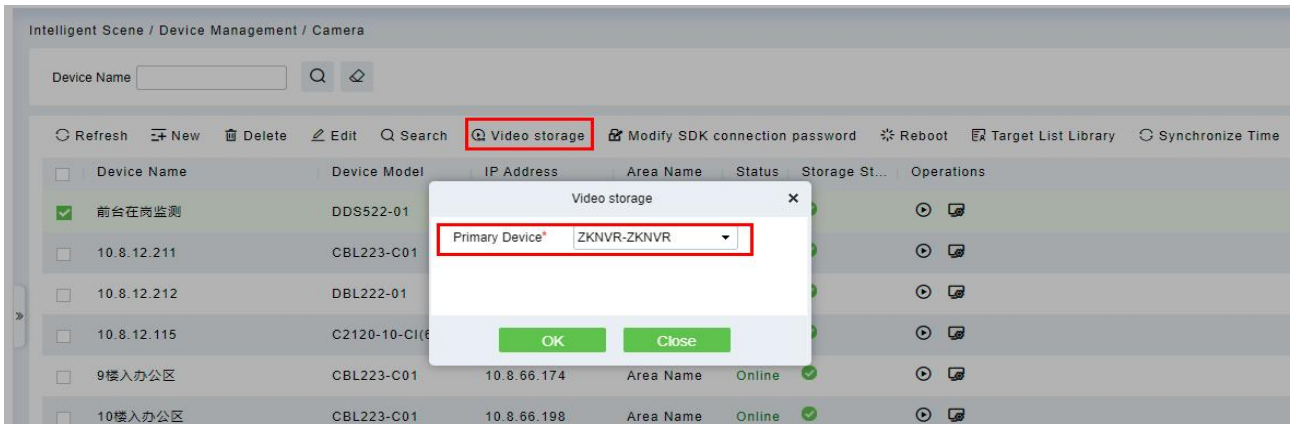 Intelligent Scene / Device Management / Camera
Device Name
Refresh New Delete Edit Search Video storage Modify SDK connection password Reboot Target List Library Synchronize Time
Device Name Device Model IP Address Area Name Status Storage St... Operations
Video storage
前台在岗监测 DDS522-01
Primary Device* ZKNVR-ZKNVR
10.8.12.211 CBL223-C01
10.8.12.212 DBL222-01
10.8.12.115 C2120-10-CI(6
OK Close
9楼入办公区 CBL223-C01 10.8.66.174 Area Name Online
10楼入办公区 CBL223-C01 10.8.66.198 Area Name Online